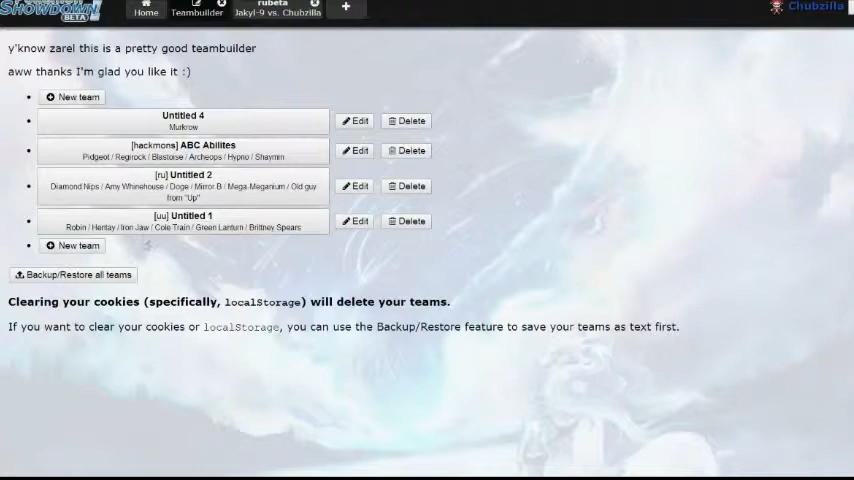 SHOWDOWN
BETA
Home
Teambuilder
rubeta
Jakyl-9 vs. Chubzilla
Chubzilla
y'know zarel this is a pretty good teambuilder
aww thanks I'm glad you like it :)
New team
Untitled 4
Murkrow
Edit
Delete
[hackmons] ABC Abilites
Pidgeot / Regirock / Blastoise / Archeops / Hypno / Shaymin
Edit
Delete
[ru] Untitled 2
Diamond Nips / Amy Whinehouse / Doge / Mirror B / Mega-Meganium / Old guy
from "Up"
Edit
Delete
[uu] Untitled 1
Robin / Hentay / Iron Jaw / Cole Train / Green Lanturn / Brittney Spears
Edit
Delete
New team
Backup/Restore all teams
Clearing your cookies (specifically, localStorage) will delete your teams.
If you want to clear your cookies or localStorage, you can use the Backup/Restore feature to save your teams as text first.